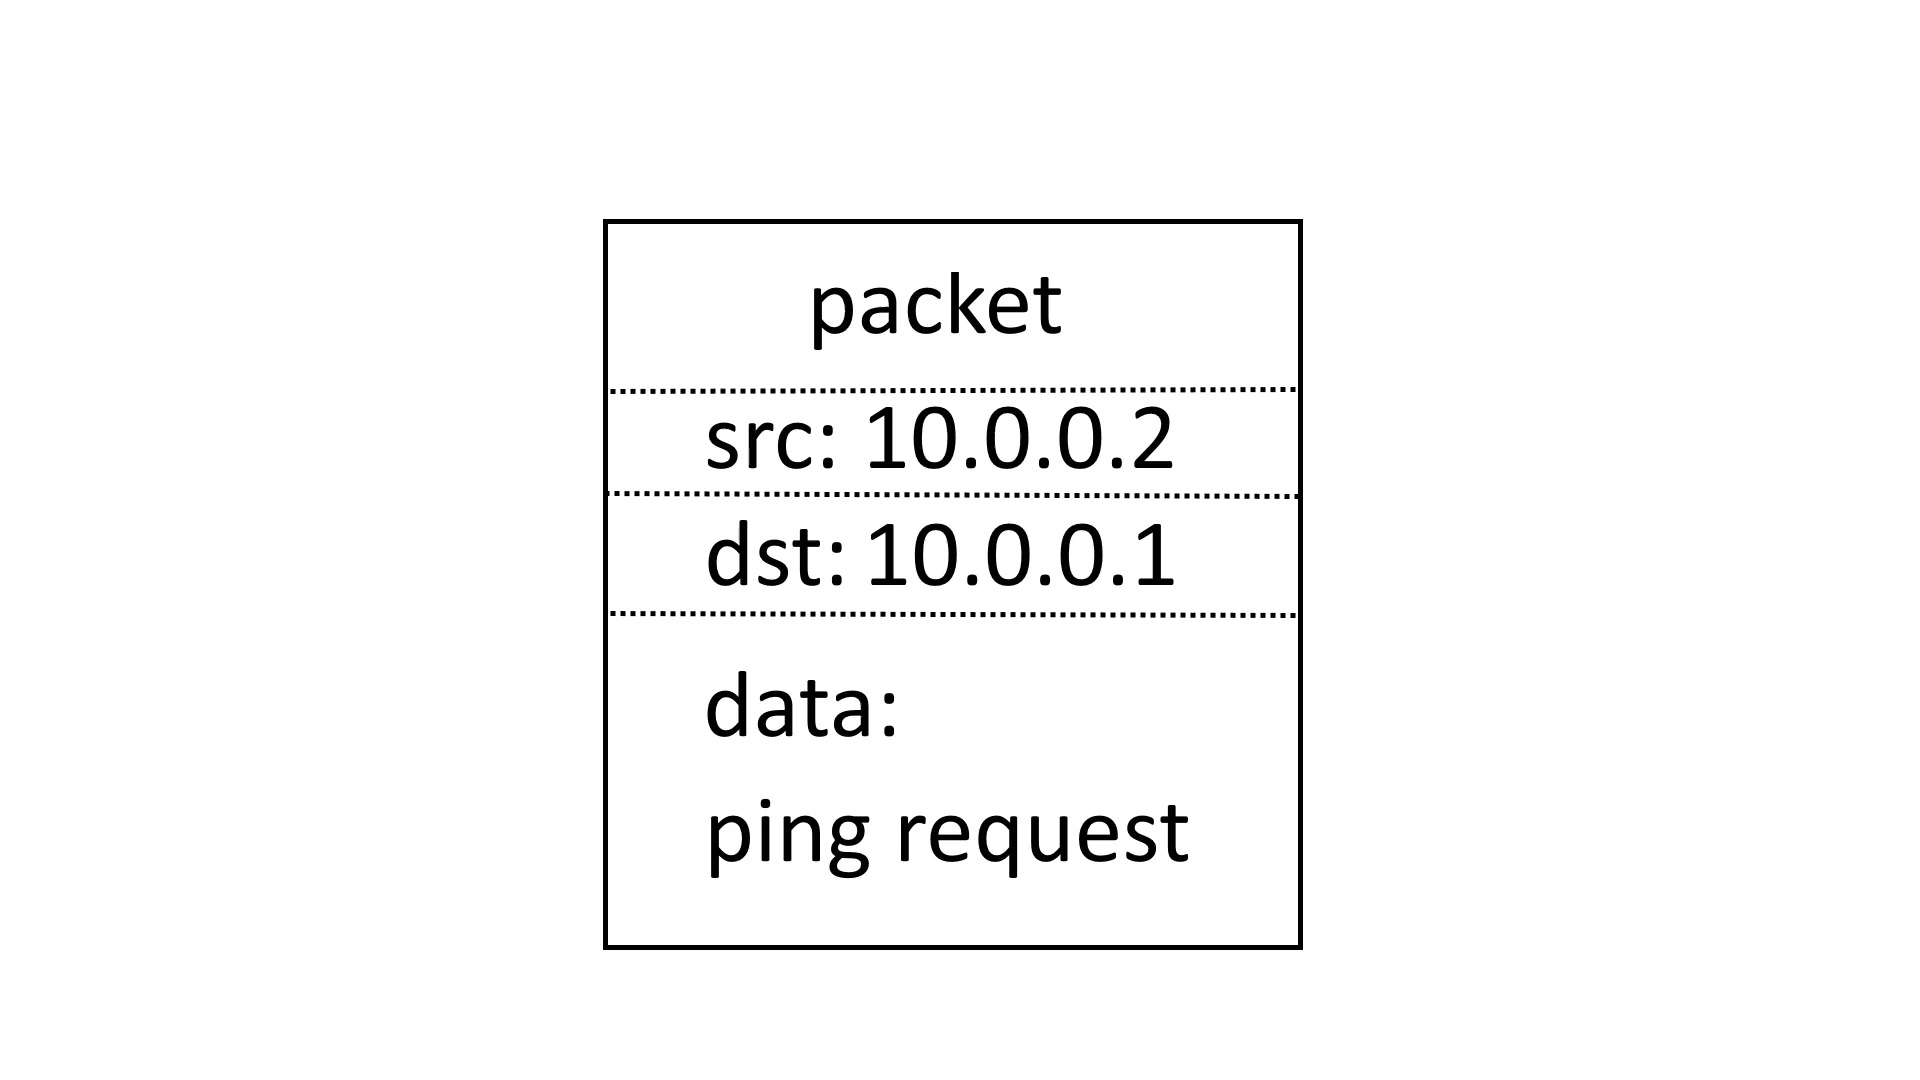 packet
src: 10.0.0.2
dst: 10.0.0.1
data:
ping request